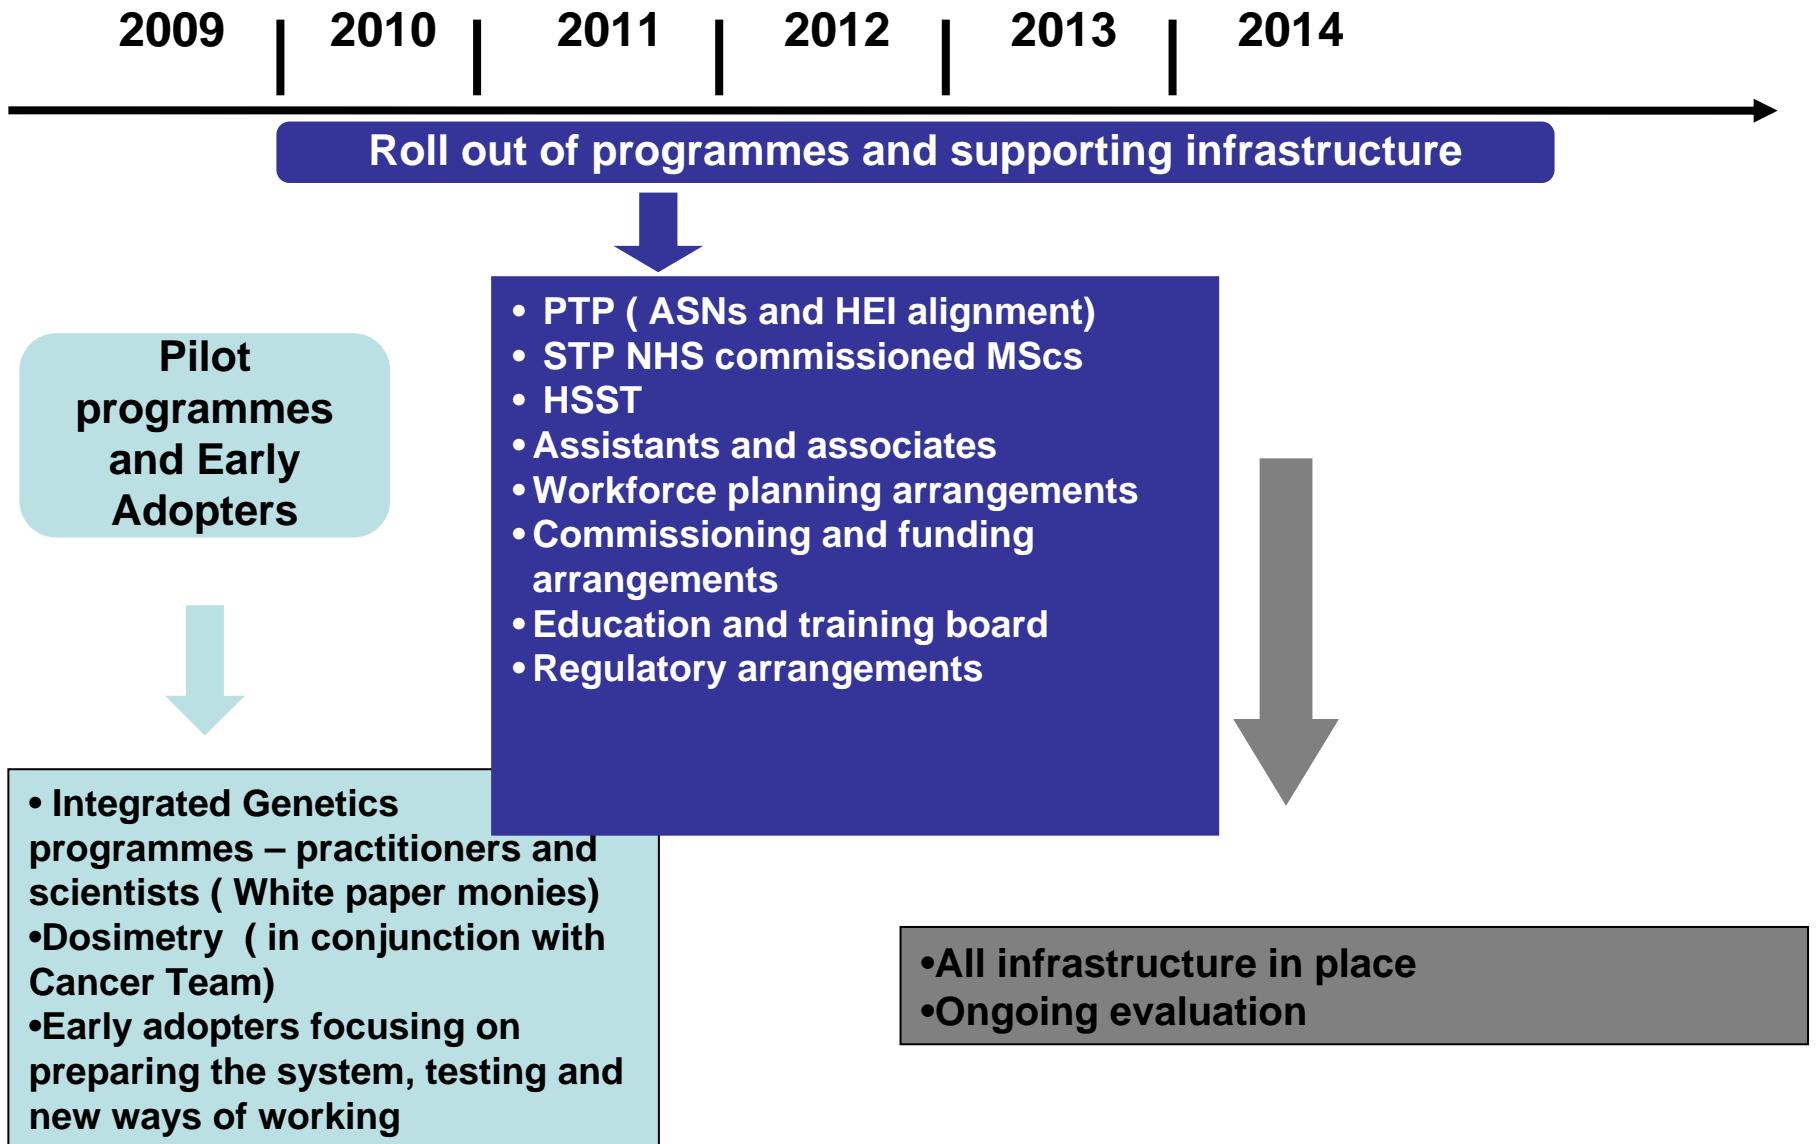 2009 2010 2011 2012 2013 2014
Roll out of programmes and supporting infrastructure
Pilot
programmes
and Early
Adopters
• PTP ( ASNs and HEI alignment)
• STP NHS commissioned MScs
• HSST
• Assistants and associates
• Workforce planning arrangements
• Commissioning and funding
arrangements
• Education and training board
• Regulatory arrangements
• Integrated Genetics
programmes – practitioners and
scientists ( White paper monies)
•Dosimetry ( in conjunction with
Cancer Team)
•Early adopters focusing on
preparing the system, testing and
new ways of working
•All infrastructure in place
•Ongoing evaluation